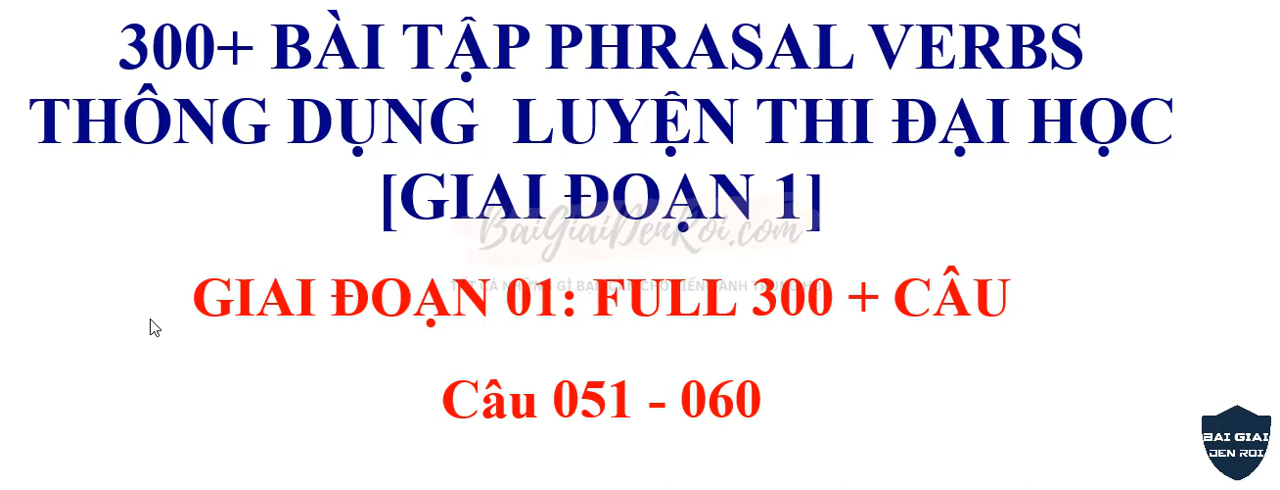 300+ BÀI TẬP PHRASAL VERBS
THÔNG DỤNG LUYỆN THI ĐẠI HỌC
[GIAI ĐOẠN 1]
BaiGiaiDenRoi.com
GIAI ĐOẠN 01: FULL 300 + CÂU
Câu 051 - 060
BAI GIAI
DEN ROI